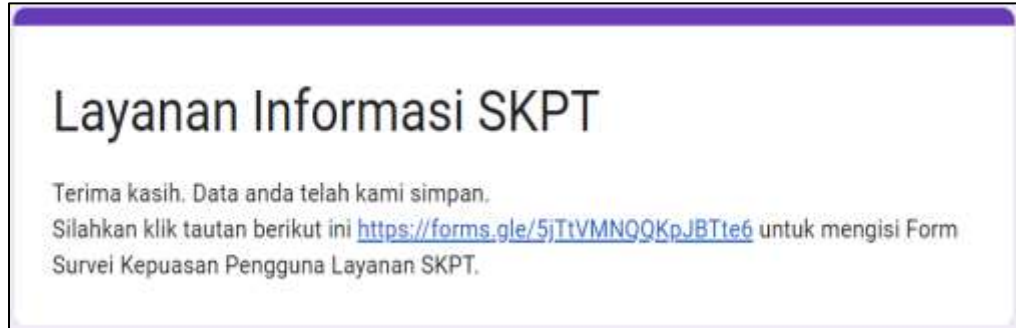 Layanan Informasi SKPT
Terima kasih. Data anda telah kami simpan.
Silahkan klik tautan berikut ini https://forms.gle/5jTtVMNQQKpJBTte6 untuk mengisi Form
Survei Kepuasan Pengguna Layanan SKPT.